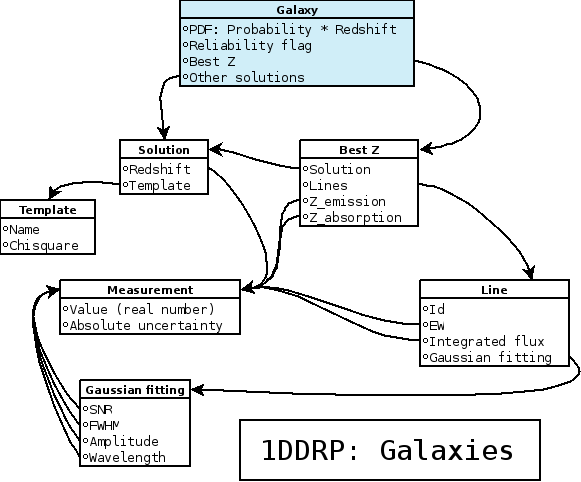 Galaxy
PDF: Probability * Redshift
Reliability flag
Best Z
Other solutions
Solution
Redshift
Template
Best Z
Solution
Lines
Z_emission
Z_absorption
Template
Name
Chisquare
Measurement
Value (real number)
Absolute uncertainty
Line
Id
EW
Integrated flux
Gaussian fitting
Gaussian fitting
SNR
FWHM
Amplitude
Wavelength
1DDRP: Galaxies